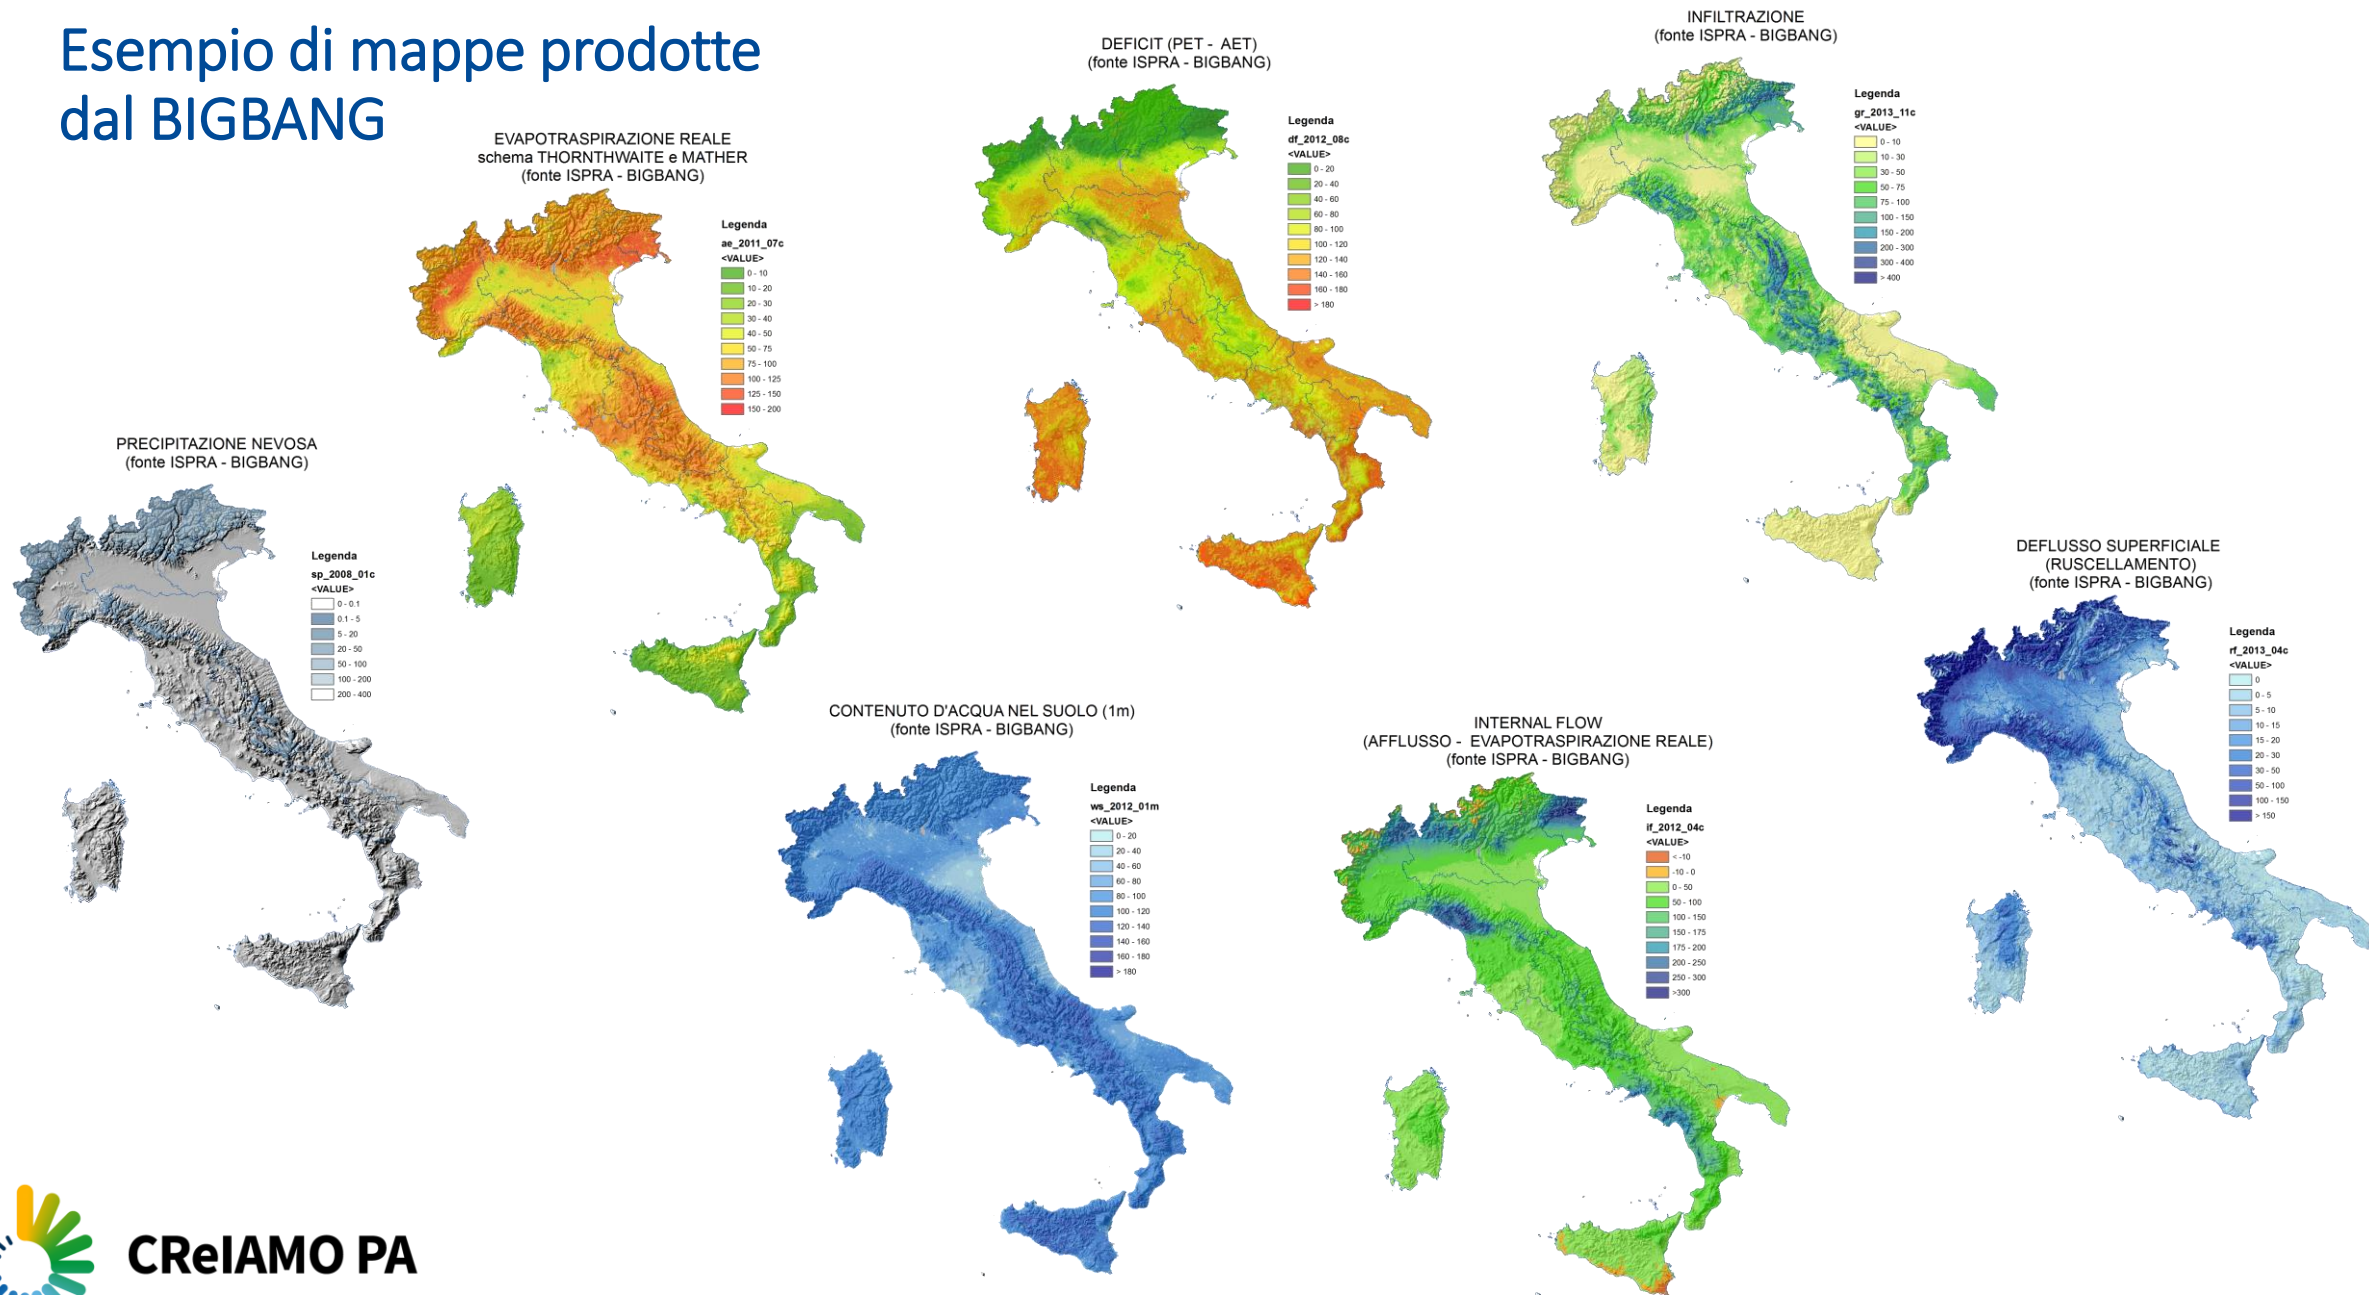 Esempio di mappe prodotte
dal BIGBANG
EVAPOTRASPIRAZIONE REALE
schema THORNTHWAITE e MATHER
(fonte ISPRA - BIGBANG)
Legenda
ae_2011_07c
<VALUE>
0 - 10
10 - 20
20 - 30
30 - 40
40 - 50
50 - 75
75 - 100
100 - 125
125 - 150
150 - 200
DEFICIT (PET - AET)
(fonte ISPRA - BIGBANG)
Legenda
df_2012_08c
<VALUE>
0 - 20
20 - 40
40 - 60
60 - 80
80 - 100
100 - 120
120 - 140
140 - 160
160 - 180
> 180
INFILTRAZIONE
(fonte ISPRA - BIGBANG)
Legenda
gr_2013_11c
<VALUE>
0 - 10
10 - 30
30 - 50
50 - 75
75 - 100
100 - 150
150 - 200
200 - 300
300 - 400
> 400
PRECIPITAZIONE NEVOSA
(fonte ISPRA - BIGBANG)
Legenda
sp_2008_01c
<VALUE>
0 - 0.1
0.1 - 5
5 - 20
20 - 50
50 - 100
100 - 200
200 - 400
CONTENUTO D'ACQUA NEL SUOLO (1m)
(fonte ISPRA - BIGBANG)
Legenda
ws_2012_01m
<VALUE>
0 - 20
20 - 40
40 - 60
60 - 80
80 - 100
100 - 120
120 - 140
140 - 160
160 - 180
> 180
INTERNAL FLOW
(AFFLUSSO - EVAPOTRASPIRAZIONE REALE)
(fonte ISPRA - BIGBANG)
Legenda
if_2012_04c
<VALUE>
< -10
-10 - 0
0 - 50
50 - 100
100 - 150
150 - 175
175 - 200
200 - 250
250 - 300
>300
DEFLUSSO SUPERFICIALE
(RUSCELLAMENTO)
(fonte ISPRA - BIGBANG)
Legenda
rf_2013_04c
<VALUE>
0
0 - 5
5 - 10
10 - 15
15 - 20
20 - 30
30 - 50
50 - 100
100 - 150
> 150
CReIAMO PA